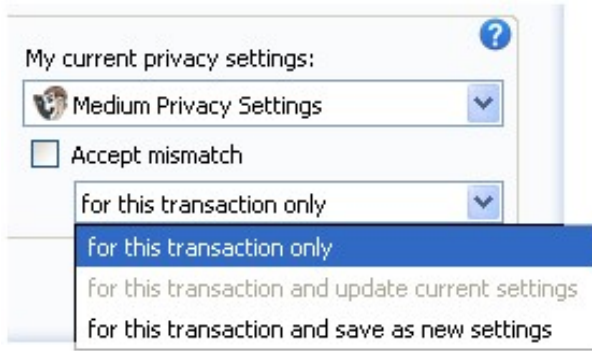 ?
My current privacy settings:
Medium Privacy Settings
Accept mismatch
for this transaction only
for this transaction only
for this transaction and update current settings
for this transaction and save as new settings